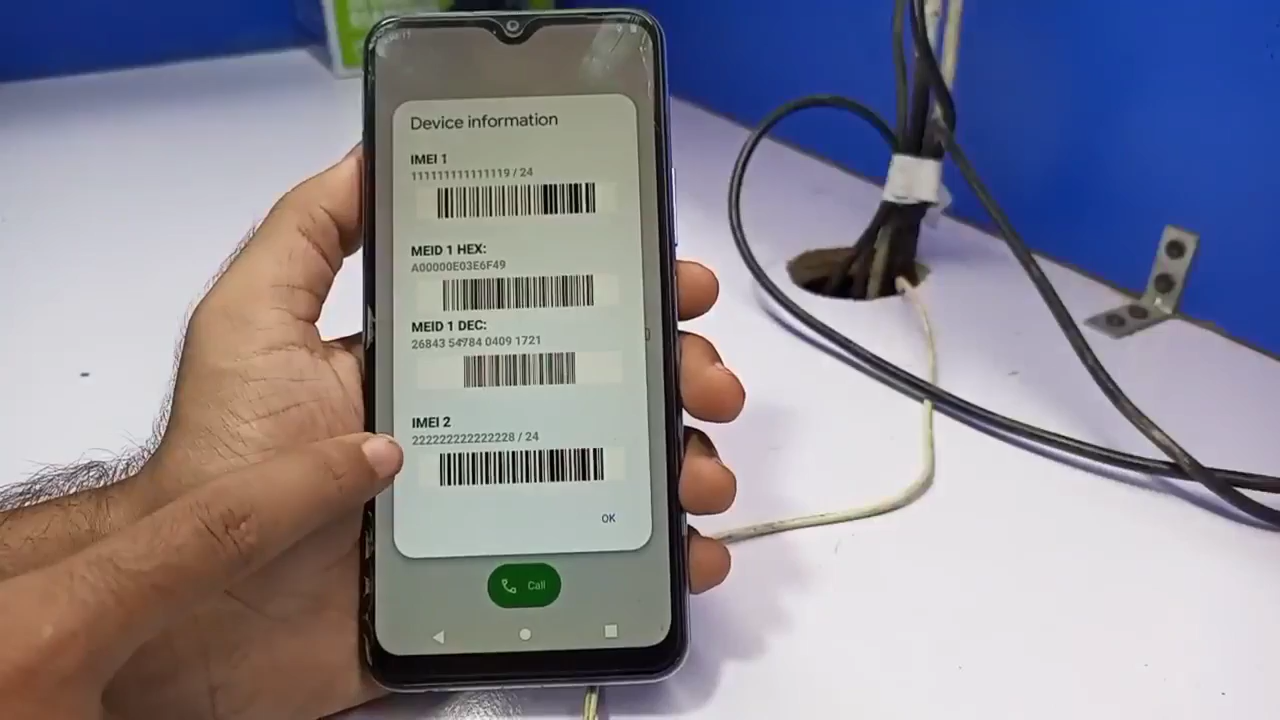 Device information
IMEI 1
111111111111119 / 24
MEID 1 HEX:
A00000E03E6F49
MEID 1 DEC:
26843 54784 0409 1721
IMEI 2
222222222222228 / 24
OK
Call